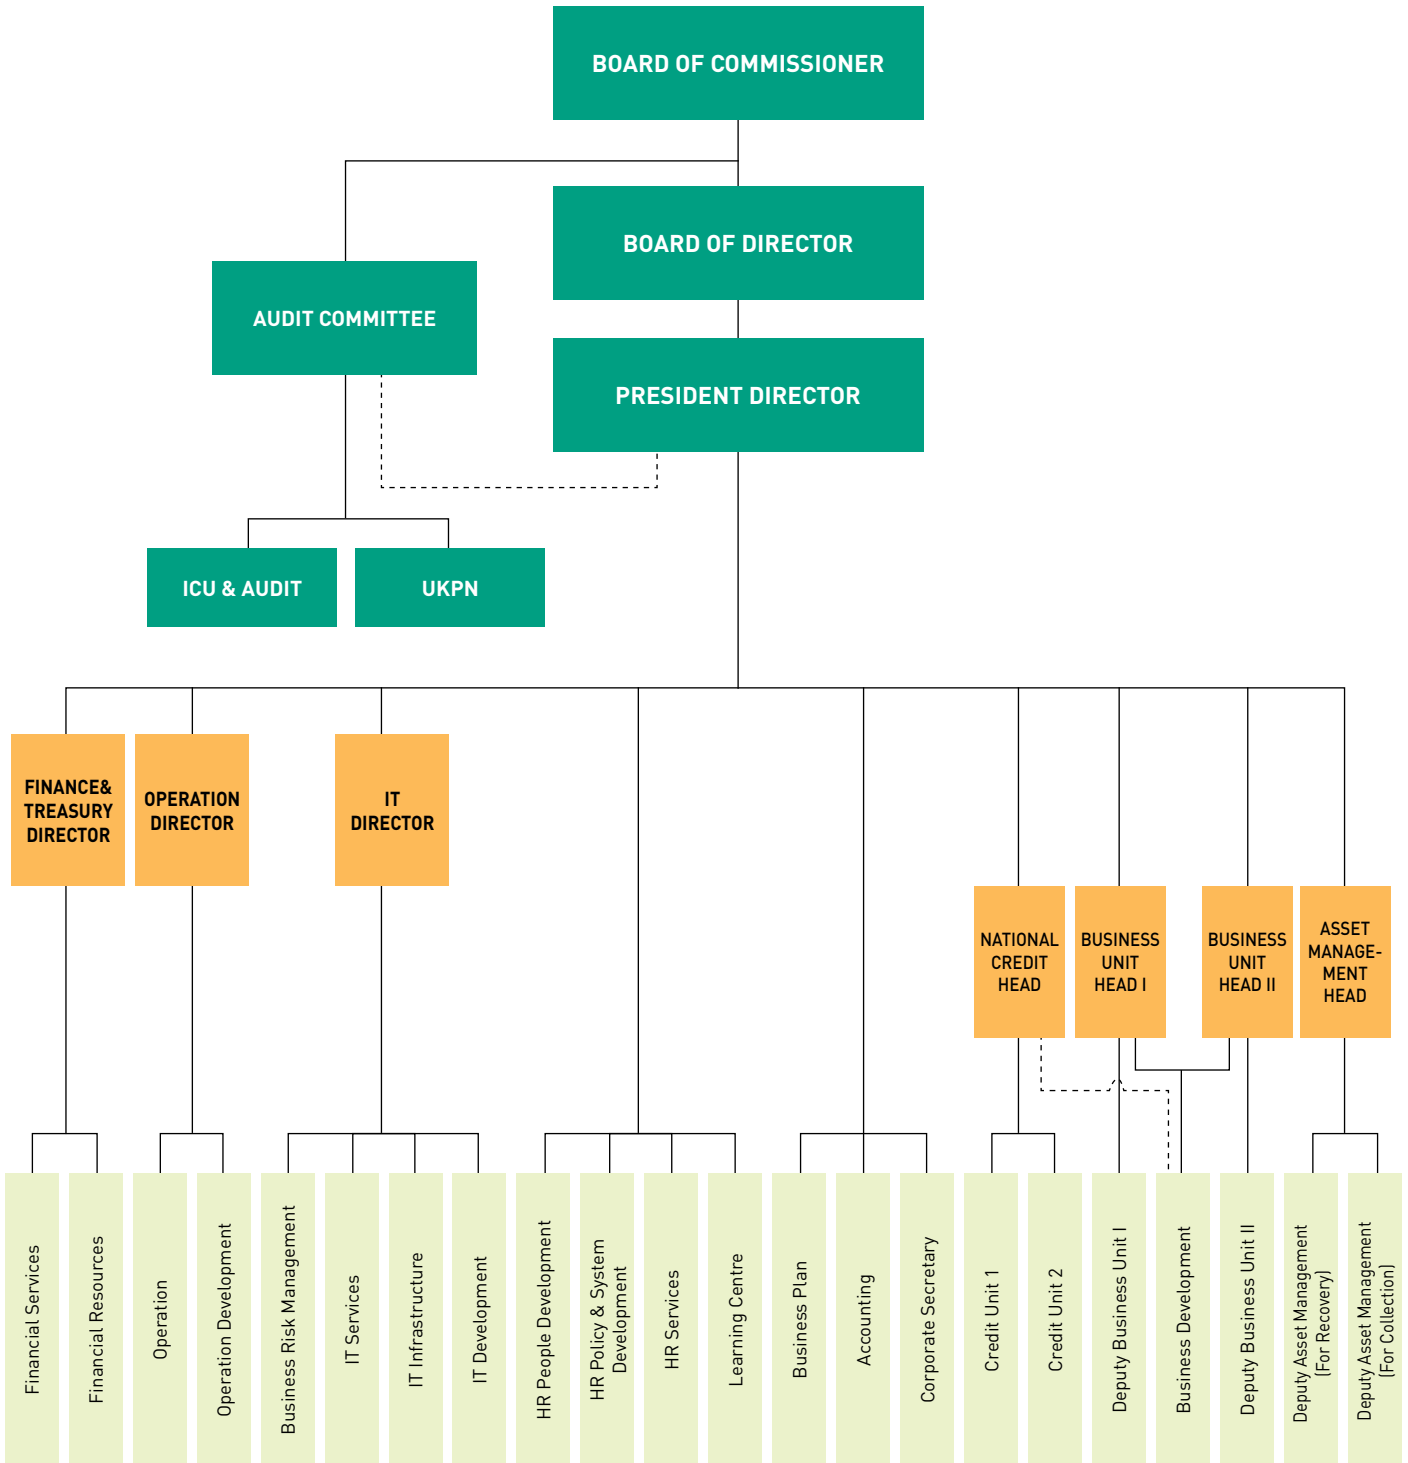 BOARD OF COMMISSIONER
BOARD OF DIRECTOR
AUDIT COMMITTEE
PRESIDENT DIRECTOR
ICU & AUDIT
UKPN
FINANCE&
TREASURY
DIRECTOR
OPERATION
DIRECTOR
IT
DIRECTOR
NATIONAL
CREDIT
HEAD
BUSINESS
UNIT
HEAD I
BUSINESS
UNIT
HEAD II
ASSET
MANAGE-
MENT
HEAD
Financial Services
Financial Resources
Operation
Operation Development
Business Risk Management
IT Services
IT Infrastructure
IT Development
HR People Development
HR Policy & System
Development
HR Services
Learning Centre
Business Plan
Accounting
Corporate Secretary
Credit Unit 1
Credit Unit 2
Deputy Business Unit I
Business Development
Deputy Business Unit II
Deputy Asset Management
(For Recovery)
Deputy Asset Management
(For Collection)